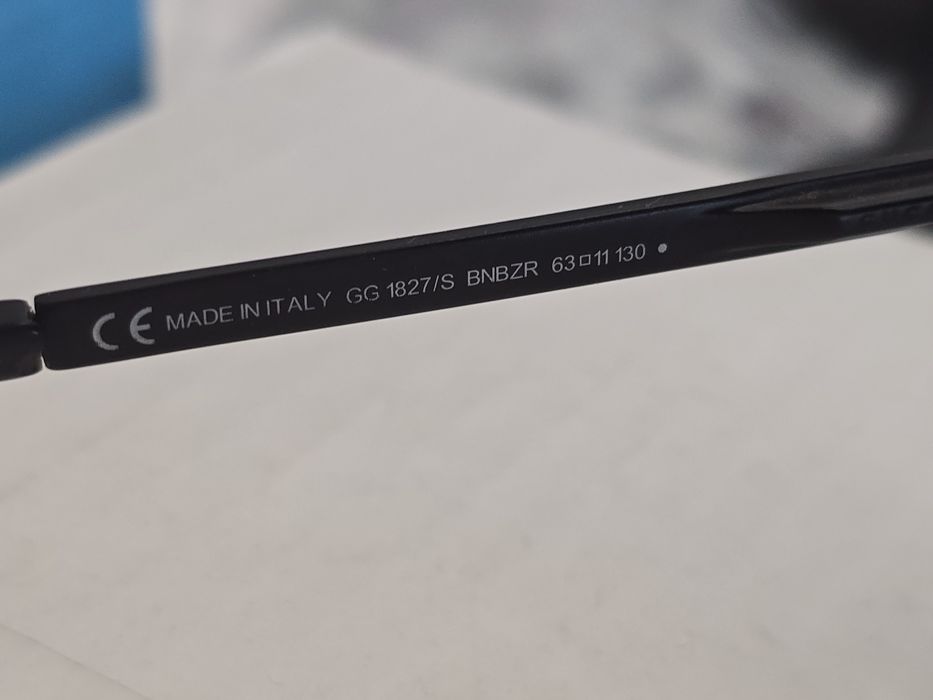 CE MADE IN ITALY GG 1827/S BNBZR 63□11 130 •